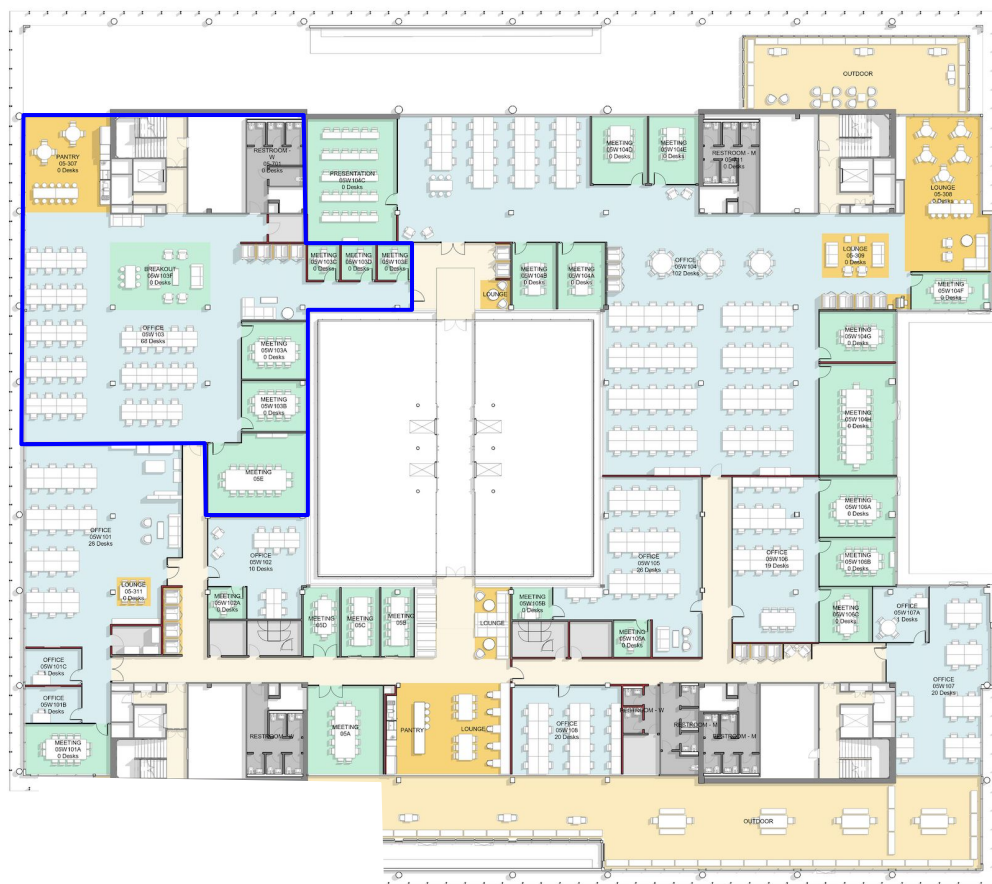 OUTDOOR
PANTRY
05-307
0 Desks
RESTROOM -
W
05-701
0 Desks
PRESENTATION
05W104C
0 Desks
MEETING
05W104D
0 Desks
MEETING
05W104E
0 Desks
RESTROOM - M
0 Desks
LOUNGE
05-308
0 Desks
BREAKOUT
05W103F
0 Desks
MEETING
05W103C
0 Desks
MEETING
05W103D
0 Desks
MEETING
05W103E
0 Desks
LOUNGE
MEETING
05W104B
0 Desks
MEETING
05W104A
0 Desks
OFFICE
05W104
102 Desks
LOUNGE
05-309
0 Desks
MEETING
05W104F
0 Desks
OFFICE
05W103
68 Desks
MEETING
05W103A
0 Desks
MEETING
05W103B
0 Desks
MEETING
05W104G
0 Desks
MEETING
05W104H
0 Desks
MEETING
05E
OFFICE
05W101
26 Desks
OFFICE
05W102
10 Desks
OFFICE
05W105
26 Desks
OFFICE
05W106
19 Desks
MEETING
05W106A
0 Desks
MEETING
05W106B
0 Desks
LOUNGE
05-311
0 Desks
MEETING
05W102A
0 Desks
MEETING
05D
MEETING
05C
MEETING
05B
LOUNGE
MEETING
05W105B
0 Desks
MEETING
05W105A
0 Desks
MEETING
05W106C
0 Desks
OFFICE
05W107A
1 Desks
OFFICE
05W101C
1 Desks
OFFICE
05W101B
1 Desks
MEETING
05W101A
0 Desks
RESTROOM - W
MEETING
05A
PANTRY
LOUNGE
OFFICE
05W108
20 Desks
RESTROOM - W
RESTROOM - M
RESTROOM - M
OFFICE
05W107
20 Desks
OUTDOOR